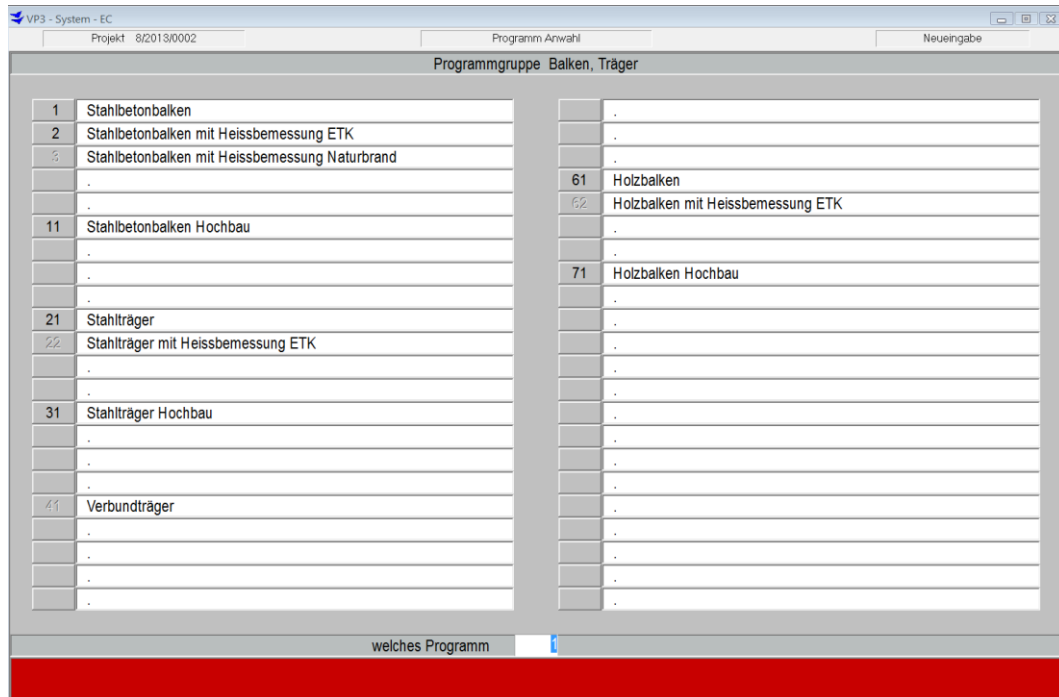 VP3 - System - EC
Projekt 8/2013/0002 Programm Anwahl Neueingabe
Programmgruppe Balken, Träger
1 Stahlbetonbalken .
2 Stahlbetonbalken mit Heissbemessung ETK .
3 Stahlbetonbalken mit Heissbemessung Naturbrand .
. 61 Holzbalken
. 62 Holzbalken mit Heissbemessung ETK
11 Stahlbetonbalken Hochbau .
. .
. 71 Holzbalken Hochbau
. .
21 Stahlträger .
22 Stahlträger mit Heissbemessung ETK .
. .
. .
31 Stahlträger Hochbau .
. .
. .
. .
41 Verbundträger .
. .
. .
. .
. .
welches Programm 1